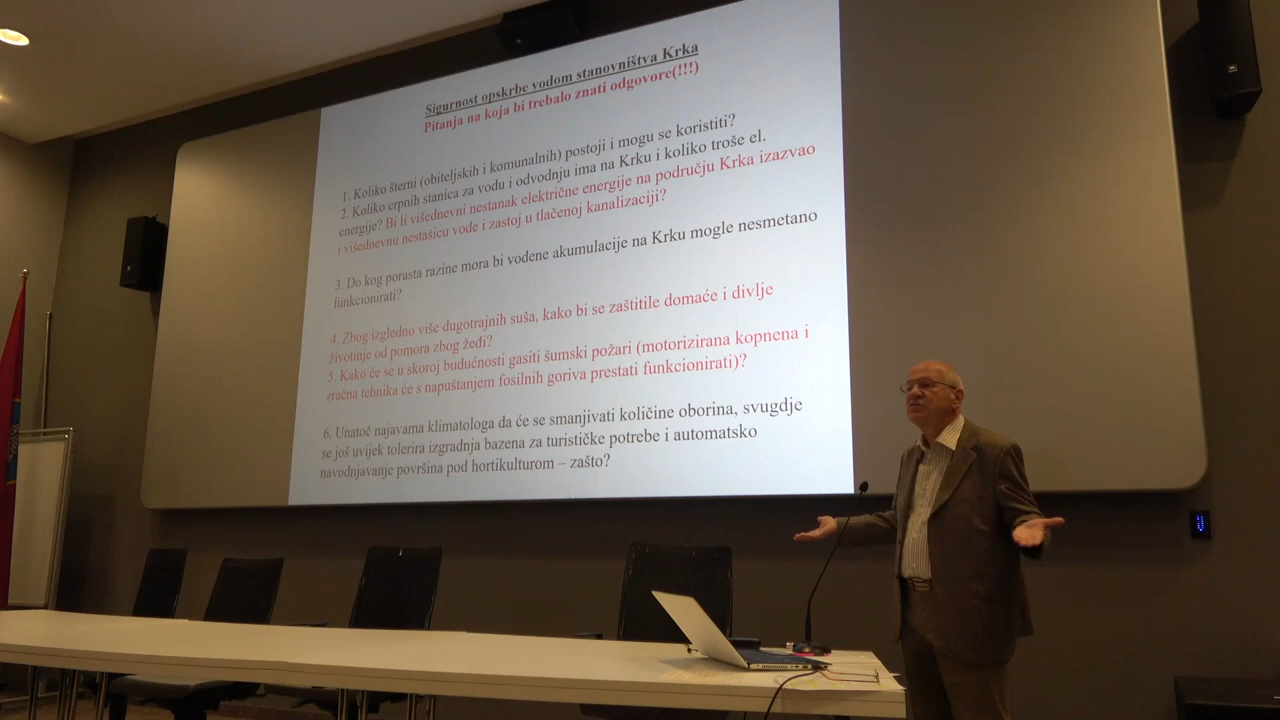 Sigurnost opskrbe vodom stanovništva Krka
Pitanja na koja bi trebalo znati odgovore(!!!)
1. Koliko šterni (obiteljskih i komunalnih) postoji i mogu se koristiti?
2. Koliko crpnih stanica za vodu i odvodnju ima na Krku i koliko troše el.
energije? Bi li višednevni nestanak električne energije na području Krka izazvao
i višednevnu nestašicu vode i zastoj u tlačenoj kanalizaciji?
3. Do kog porasta razine mora bi vodene akumulacije na Krku mogle nesmetano
funkcionirati?
4. Zbog izgledno više dugotrajnih suša, kako bi se zaštitile domaće i divlje
životinje od pomora zbog žeđi?
5. Kako će se u skoroj budućnosti gasiti šumski požari (motorizirana kopnena i
zračna tehnika će s napuštanjem fosilnih goriva prestati funkcionirati)?
6. Unatoč najavama klimatologa da će se smanjivati količine oborina, svugdje
se još uvijek tolerira izgradnja bazena za turističke potrebe i automatsko
navodnjavanje površina pod hortikulturom – zašto?